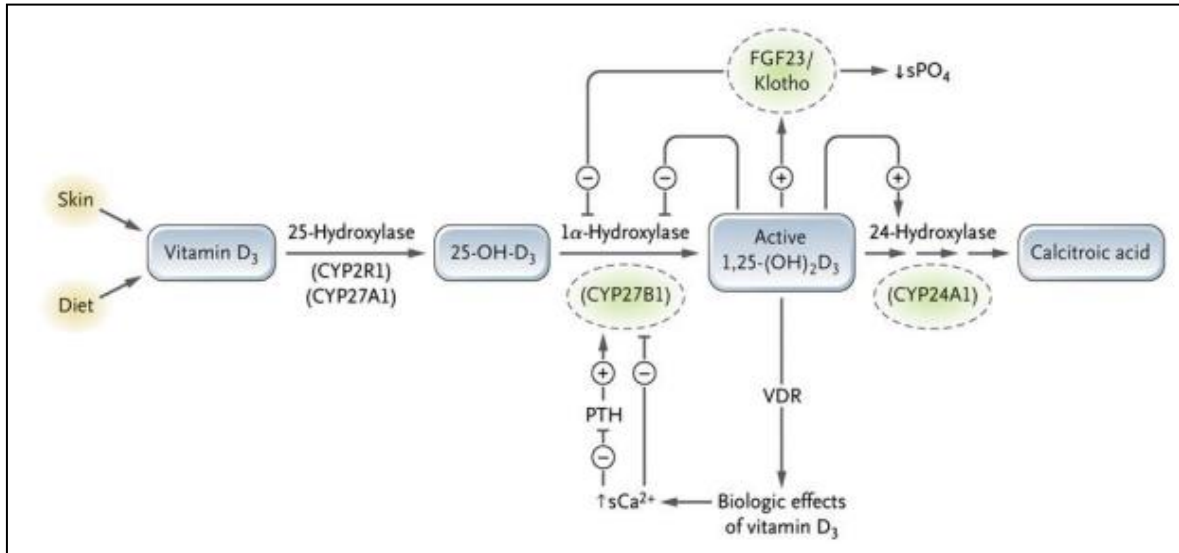 FGF23/
Klotho
↓sPO₄
−
−
+
+
Skin
Diet
Vitamin D₃
25-Hydroxylase
(CYP2R1)
(CYP27A1)
25-OH-D₃
1α-Hydroxylase
(CYP27B1)
Active
1,25-(OH)₂D₃
24-Hydroxylase
(CYP24A1)
Calcitroic acid
+
−
PTH
−
VDR
↑sCa²⁺
Biologic effects
of vitamin D₃